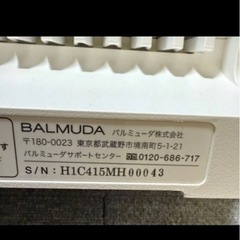 BALMUDA バルミューダ株式会社
〒180-0023 東京都武蔵野市境南町5-1-21
バルミューダサポートセンター 0120-686-717
S/N: H1C415MH00043
す